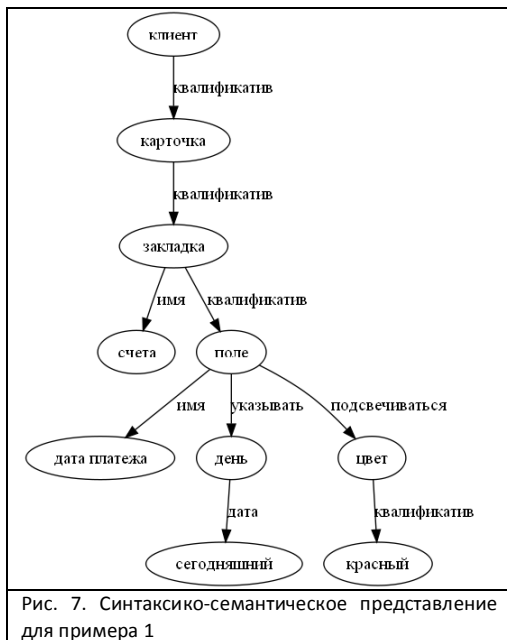 клиент
квалификатив
карточка
квалификатив
закладка
имя квалификатив
счета поле
имя указывать подсвечиваться
дата платежа день цвет
дата квалификатив
сегодняшний красный
Рис. 7. Синтаксико-семантическое представление
для примера 1